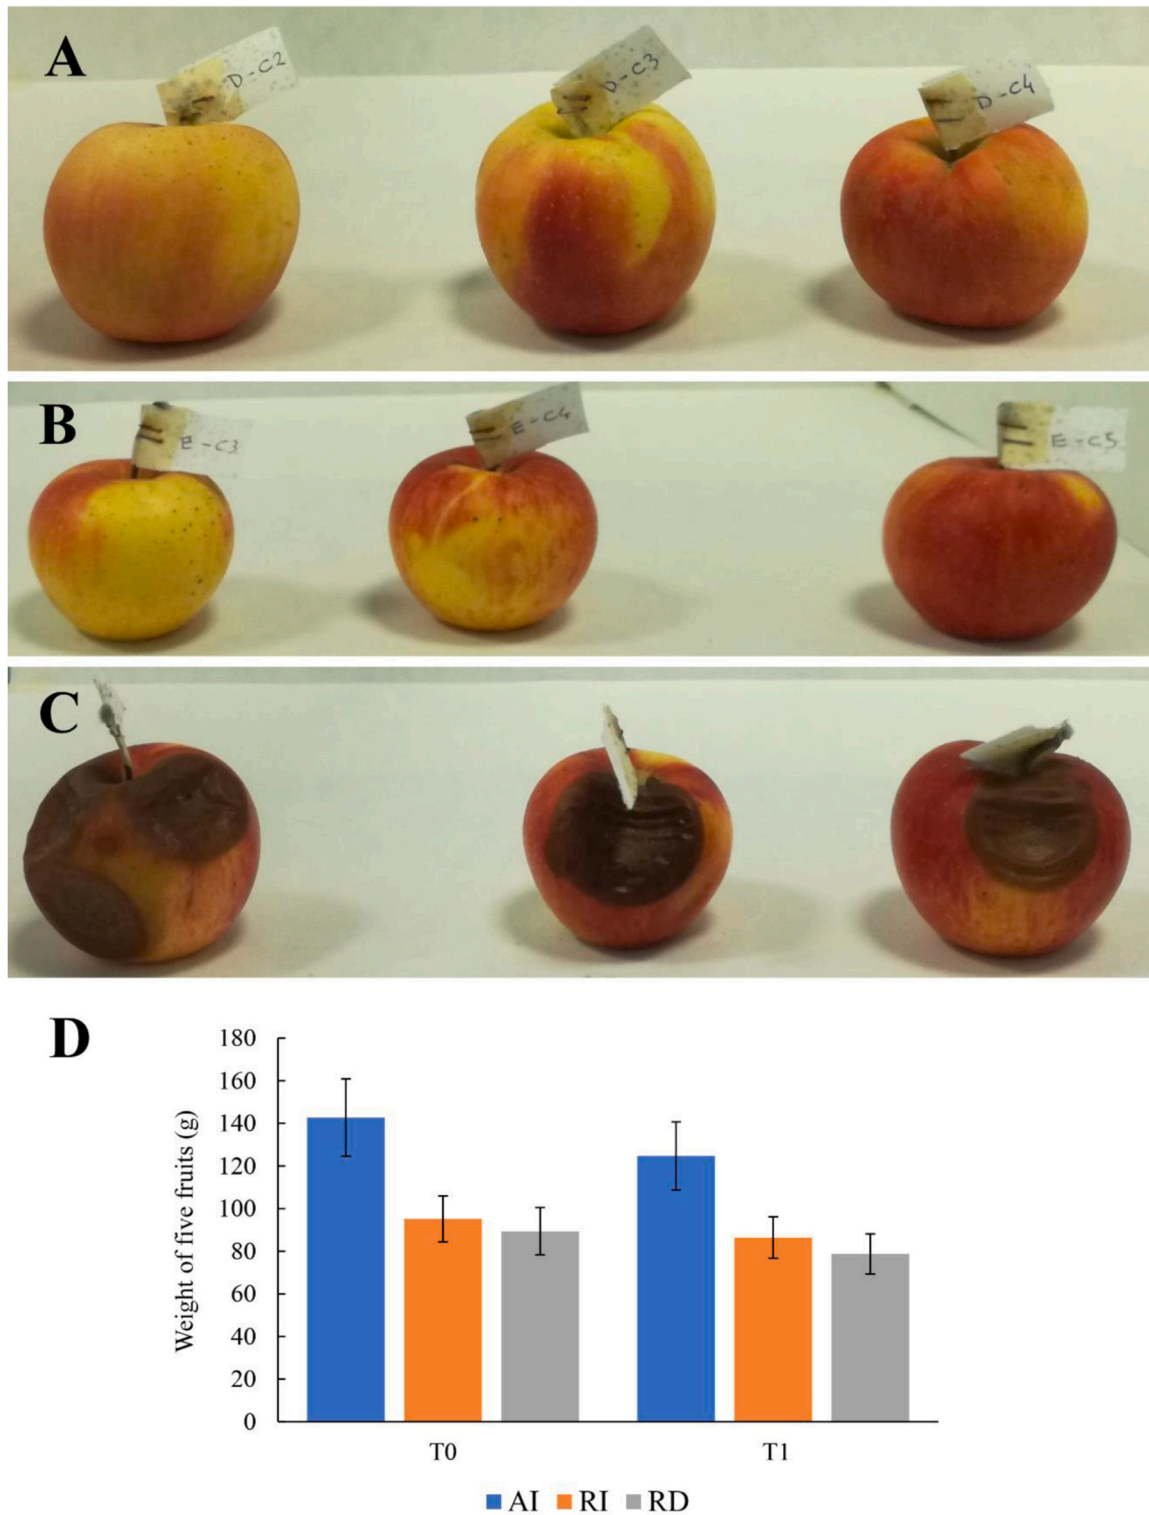 A
D-C2
D-C3
D-C4
B
E-C3
E-C4
E-C5
C
D
Weight of five fruits (g)
180
160
140
120
100
80
60
40
20
0
T0
T1
AI
RI
RD